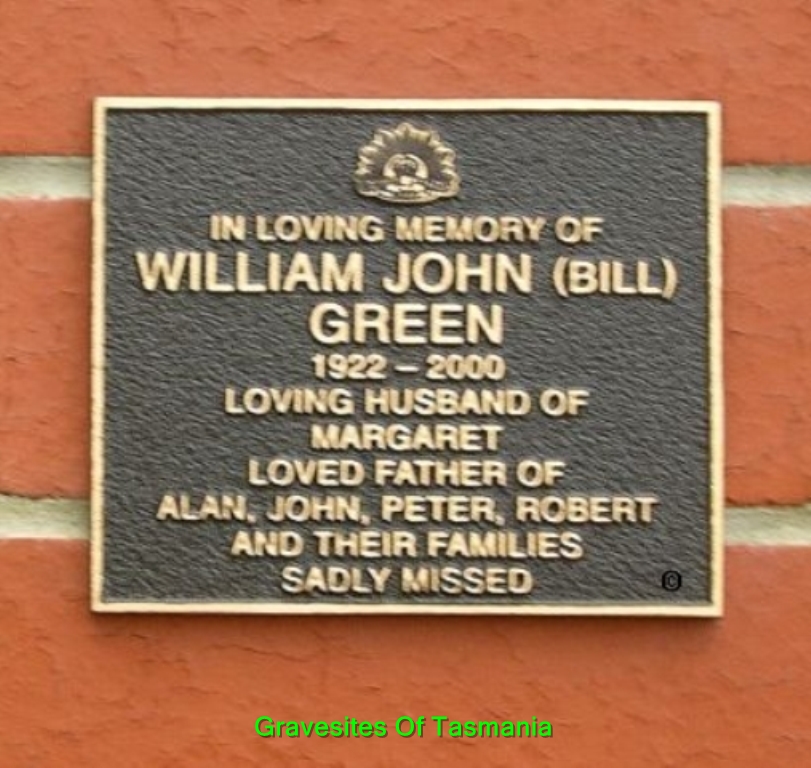 IN LOVING MEMORY OF
WILLIAM JOHN (BILL)
GREEN
1922 – 2000
LOVING HUSBAND OF
MARGARET
LOVED FATHER OF
ALAN, JOHN, PETER, ROBERT
AND THEIR FAMILIES
SADLY MISSED
©
Gravesites Of Tasmania